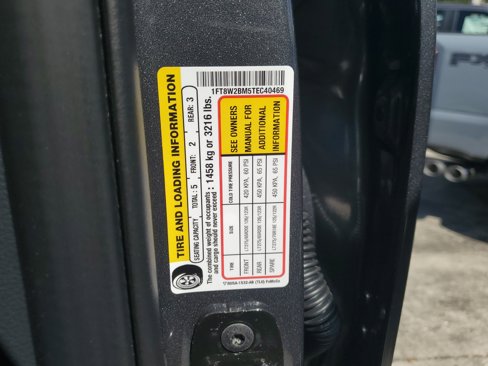 1FT8W2BM5TEC40469
TIRE AND LOADING INFORMATION
SEATING CAPACITY TOTAL: 5 FRONT: 2 REAR: 3
The combined weight of occupants
and cargo should never exceed : 1458 kg or 3216 lbs.
TIRE SIZE COLD TIRE PRESSURE
FRONT 420 KPA, 60 PSI
REAR 450 KPA, 65 PSI
SPARE 450 KPA, 65 PSI
SEE OWNERS
MANUAL FOR
ADDITIONAL
INFORMATION